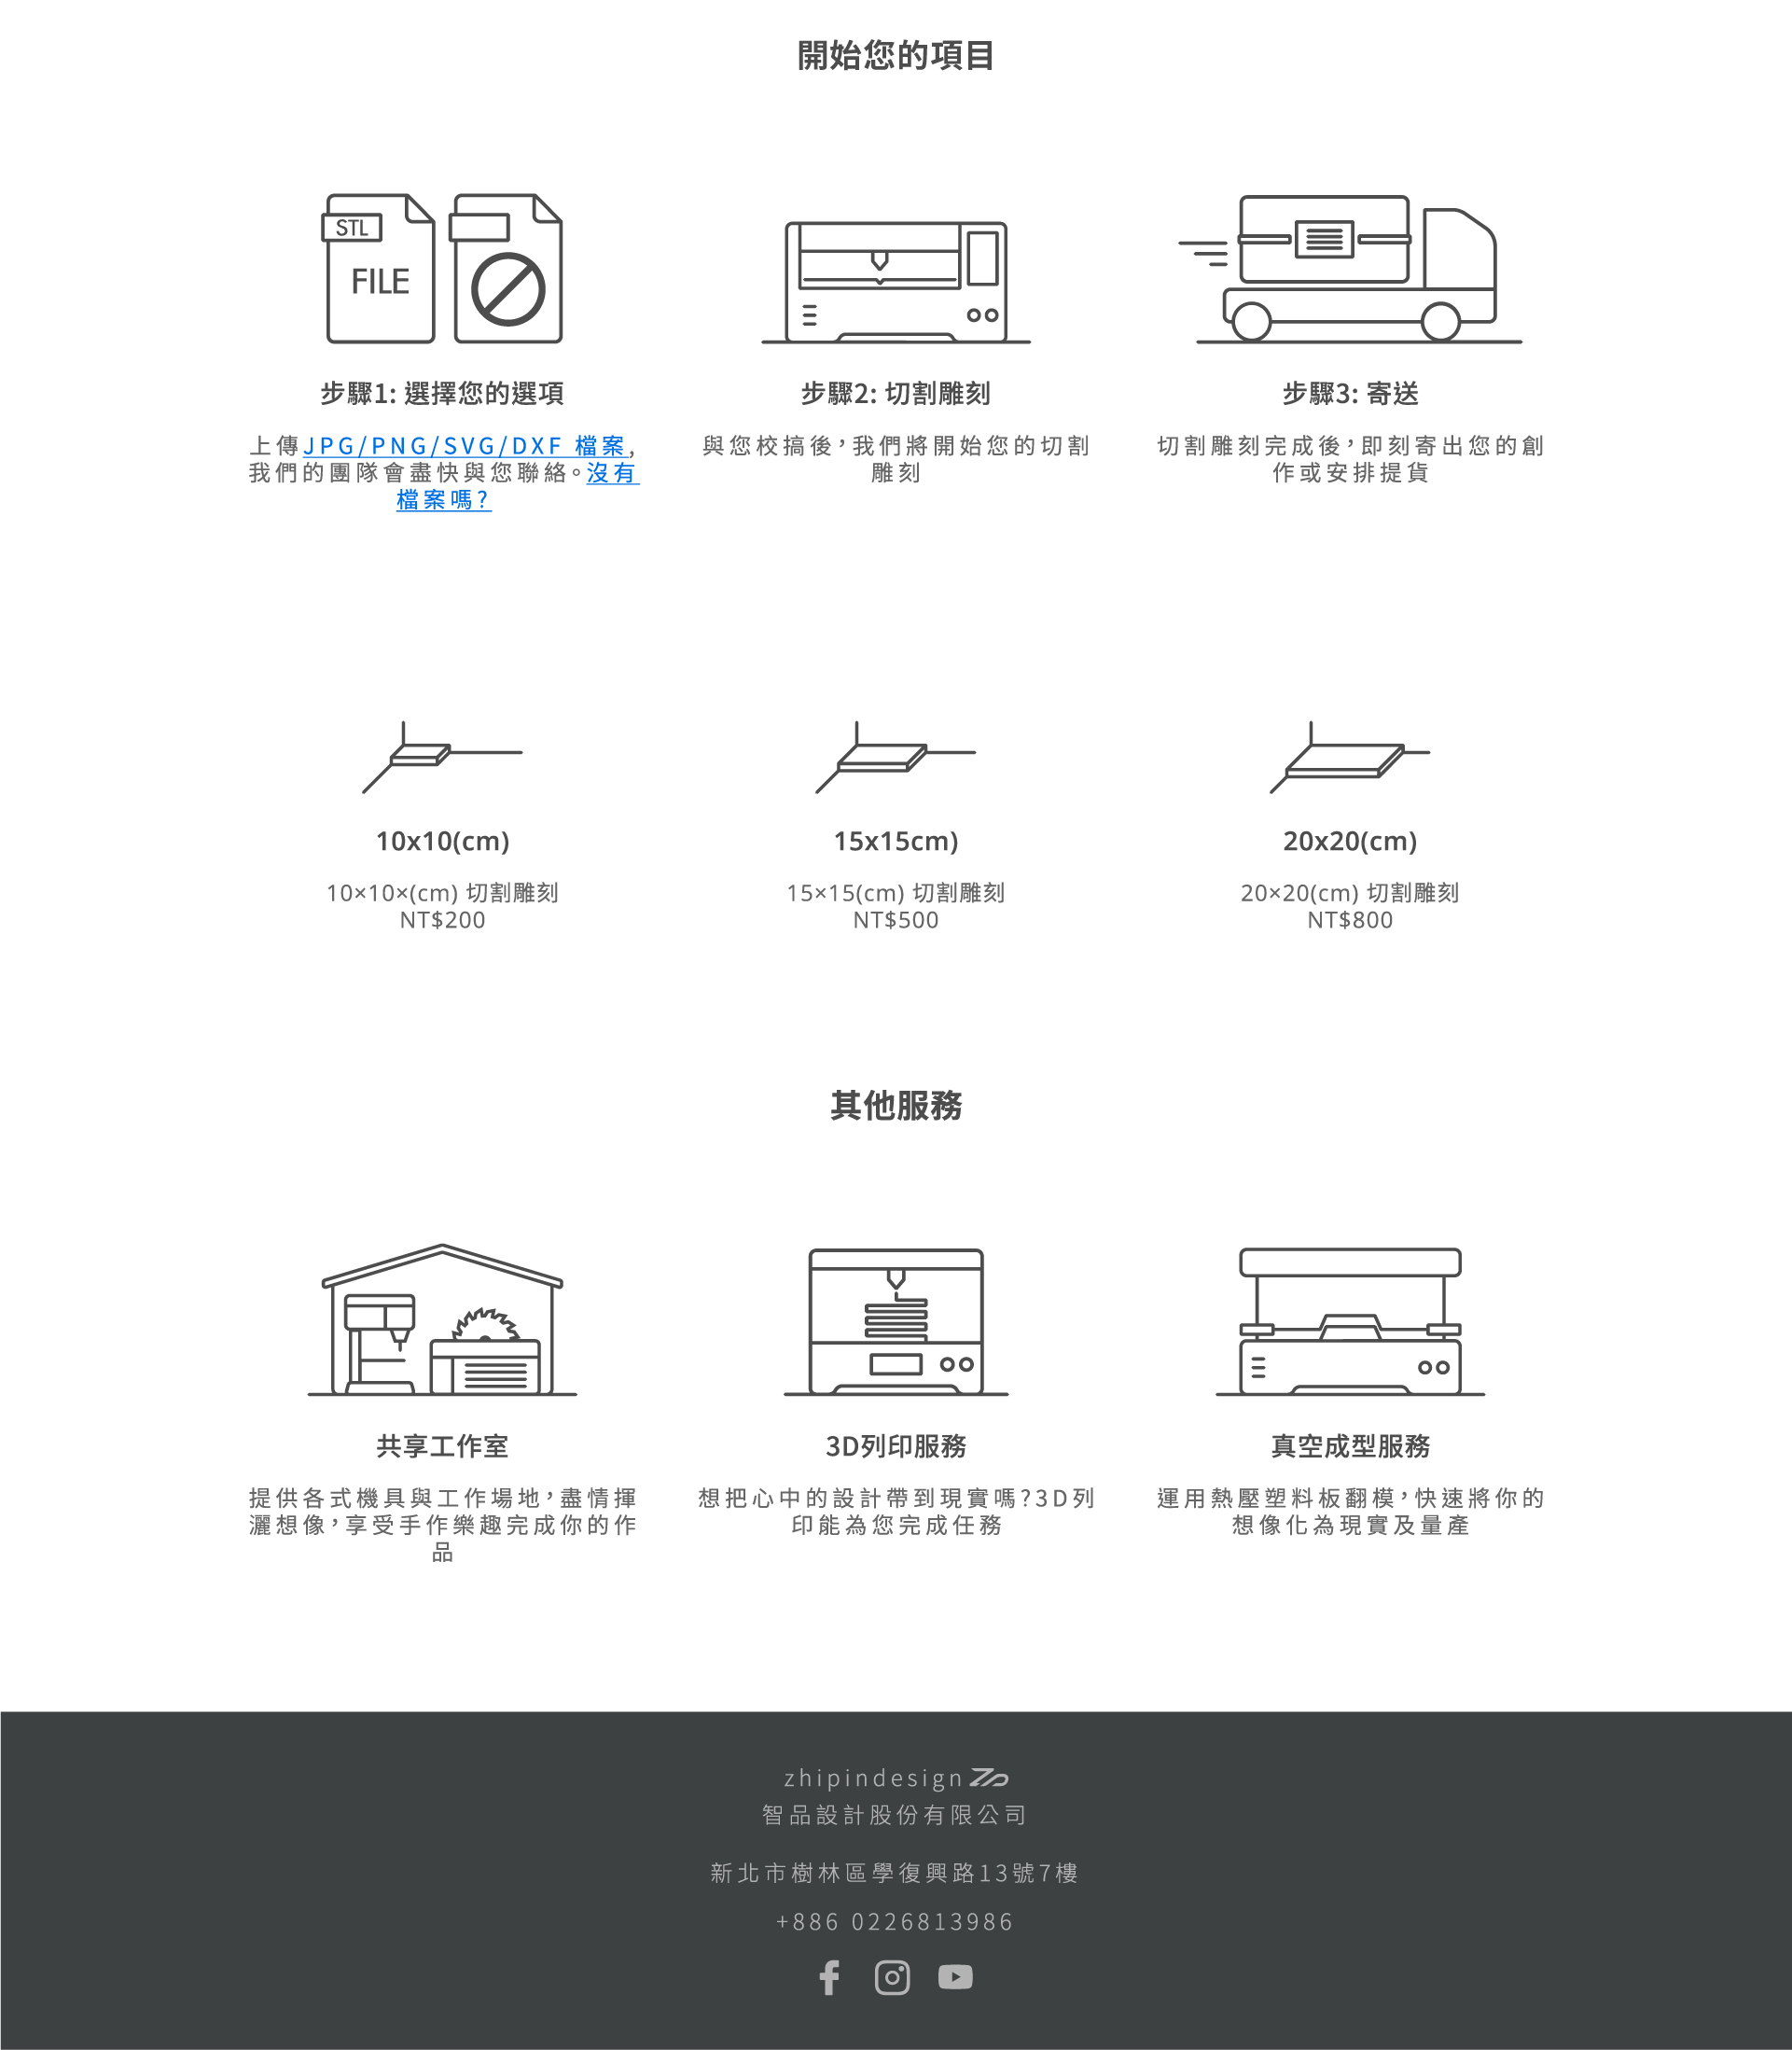 開始您的項目
STL
FILE
步驟1: 選擇您的選項
上傳JPG/PNG/SVG/DXF 檔案,
我們的團隊會盡快與您聯絡。沒有
檔案嗎?
步驟2: 切割雕刻
與您校搞後，我們將開始您的切割
雕刻
步驟3: 寄送
切割雕刻完成後，即刻寄出您的創
作或安排提貨
10x10(cm)
10×10×(cm) 切割雕刻
NT$200
15x15cm)
15×15(cm) 切割雕刻
NT$500
20x20(cm)
20×20(cm) 切割雕刻
NT$800
其他服務
共享工作室
提供各式機具與工作場地，盡情揮
灑想像，享受手作樂趣完成你的作
品
3D列印服務
想把心中的設計帶到現實嗎?3D列
印能為您完成任務
真空成型服務
運用熱壓塑料板翻模，快速將你的
想像化為現實及量產
zhipindesign
智品設計股份有限公司
新北市樹林區學復興路13號7樓
+886 0226813986